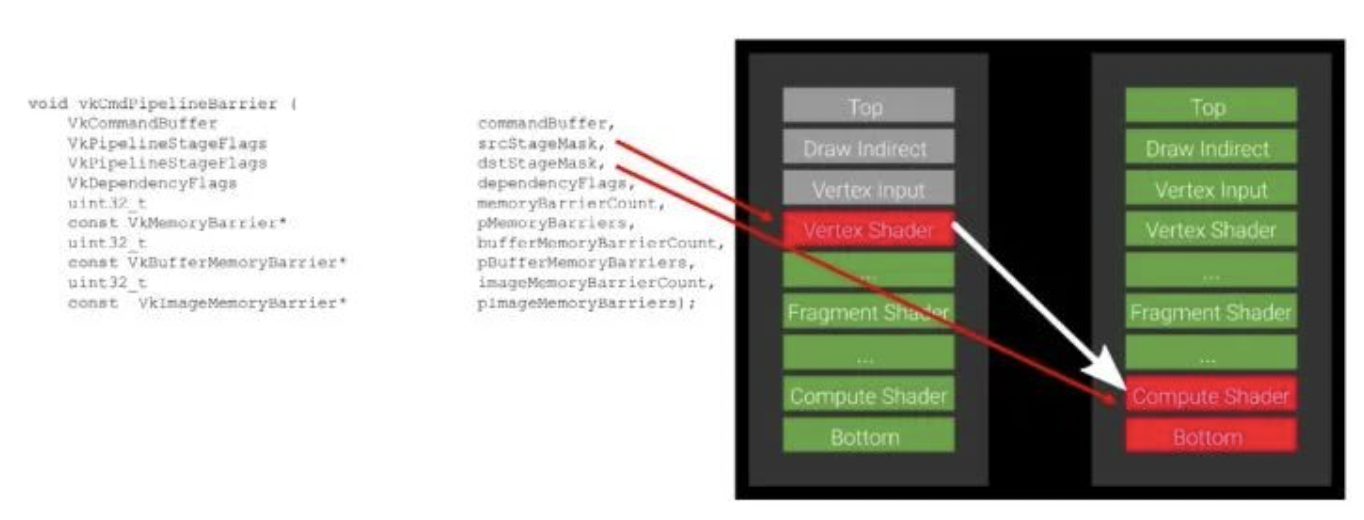 void vkCmdPipelineBarrier (
VkCommandBuffer commandBuffer,
VkPipelineStageFlags srcStageMask,
VkPipelineStageFlags dstStageMask,
VkDependencyFlags dependencyFlags,
uint32_t memoryBarrierCount,
const VkMemoryBarrier* pMemoryBarriers,
uint32_t bufferMemoryBarrierCount,
const VkBufferMemoryBarrier* pBufferMemoryBarriers,
uint32_t imageMemoryBarrierCount,
const VkImageMemoryBarrier* pImageMemoryBarriers);
Top
Draw Indirect
Vertex Input
Vertex Shader
...
Fragment Shader
...
Compute Shader
Bottom
Top
Draw Indirect
Vertex Input
Vertex Shader
...
Fragment Shader
...
Compute Shader
Bottom